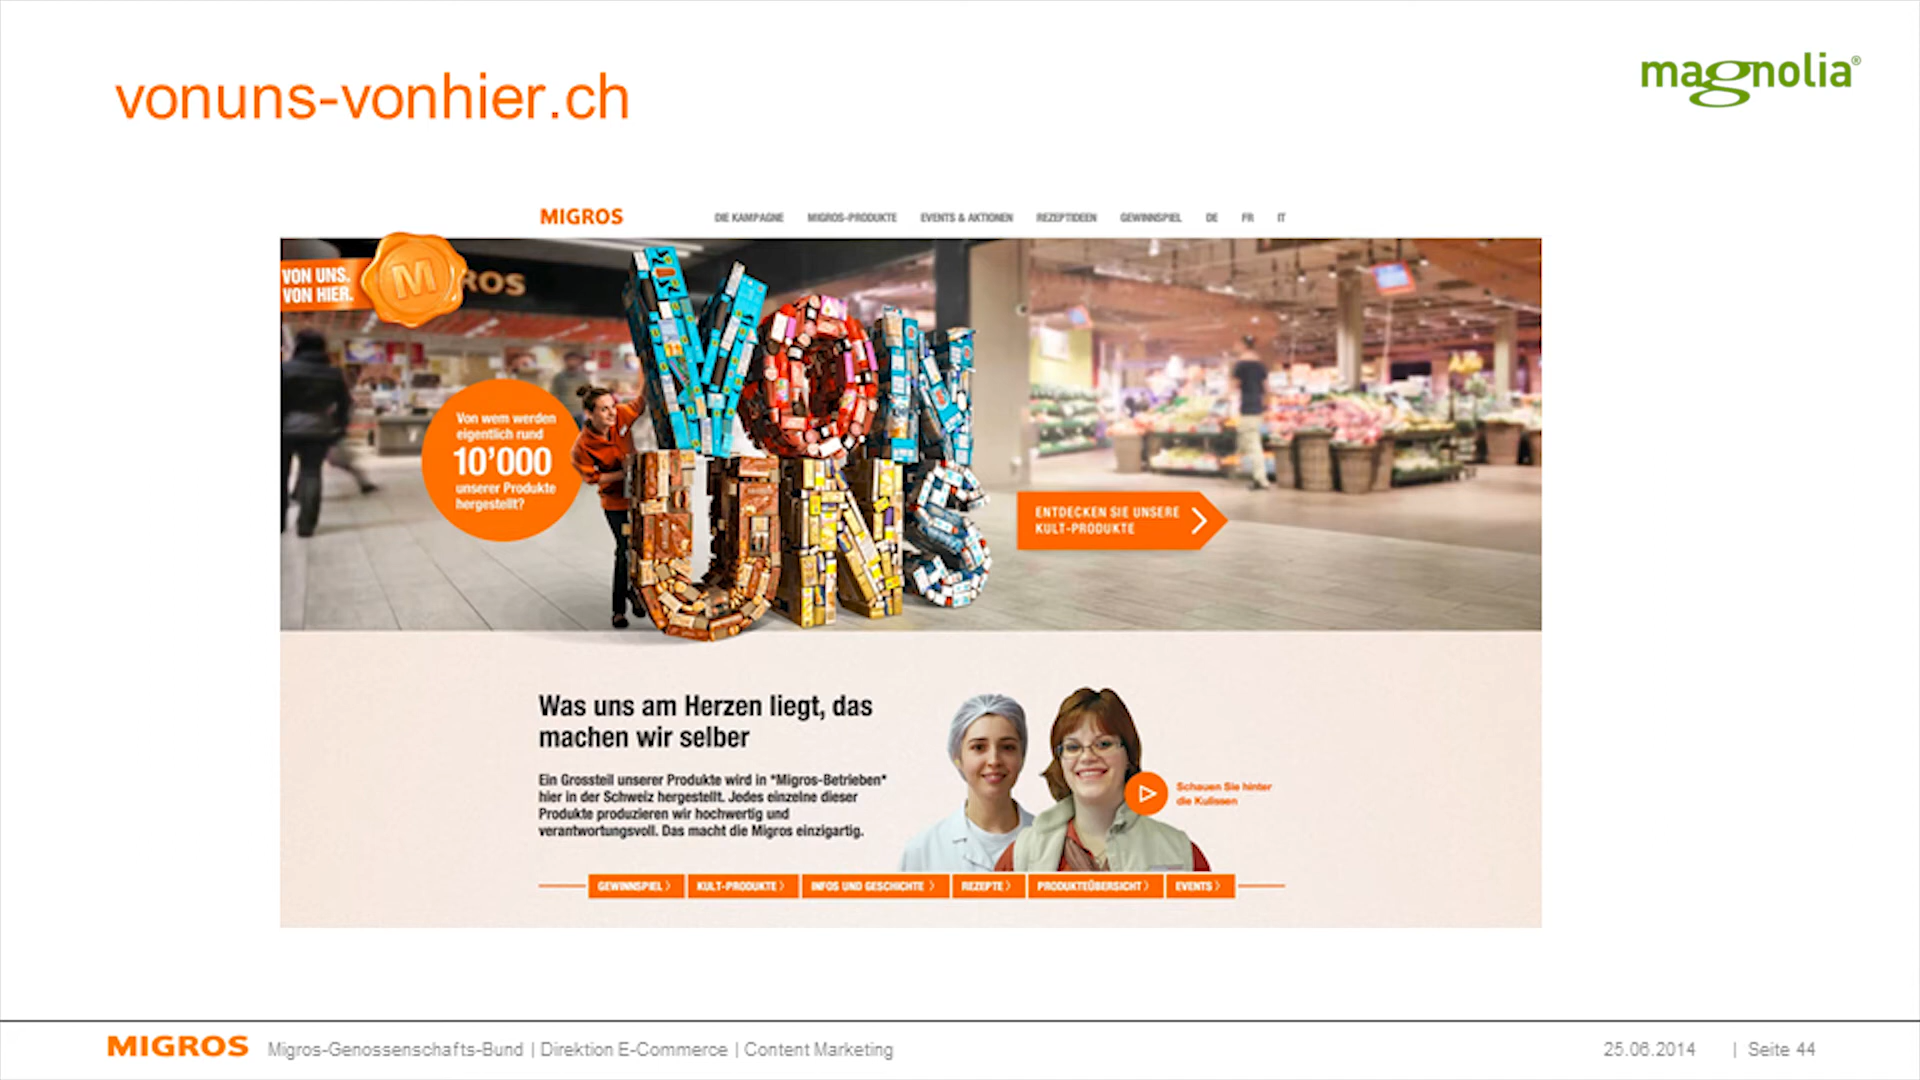 vonuns-vonhier.ch
magnolia®
MIGROS
DIE KAMPAGNE MIGROS-PRODUKTE EVENTS & AKTIONEN REZEPTIDEEN GEWINNSPIEL DE FR IT
VON UNS.
VON HIER.
M
ROS
VON
UNS
Von wem werden
eigentlich rund
10'000
unserer Produkte
hergestellt?
ENTDECKEN SIE UNSERE
KULT-PRODUKTE
Was uns am Herzen liegt, das
machen wir selber
Ein Grossteil unserer Produkte wird in *Migros-Betrieben*
hier in der Schweiz hergestellt. Jedes einzelne dieser
Produkte produzieren wir hochwertig und
verantwortungsvoll. Das macht die Migros einzigartig.
Schauen Sie hinter
die Kulissen
GEWINNSPIEL > KULT-PRODUKTE > INFOS UND GESCHICHTE > REZEPTE > PRODUKTEÜBERSICHT > EVENTS >
MIGROS Migros-Genossenschafts-Bund | Direktion E-Commerce | Content Marketing 25.06.2014 | Seite 44